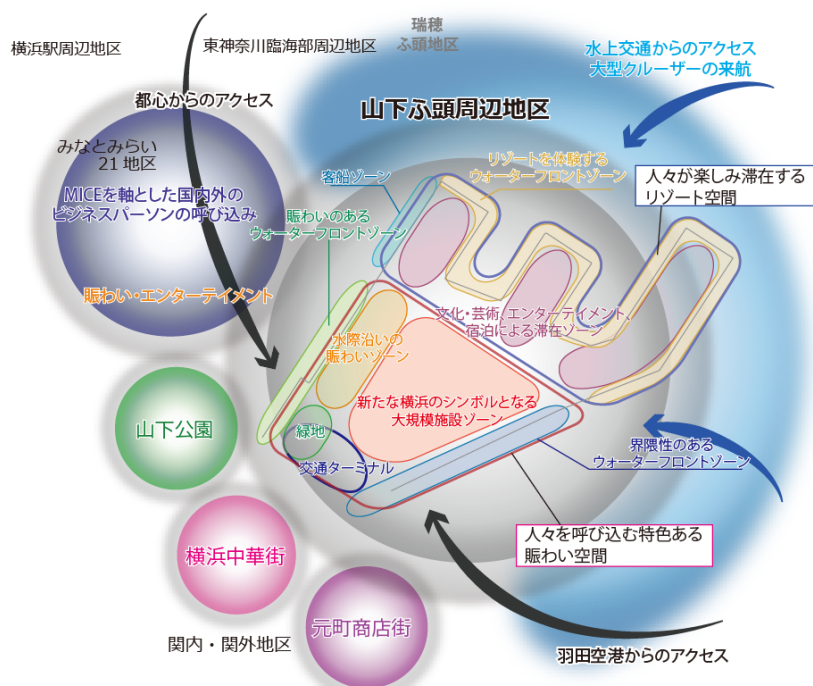 横浜駅周辺地区
東神奈川臨海部周辺地区
瑞穂
ふ頭地区
水上交通からのアクセス
大型クルーザーの来航
都心からのアクセス
山下ふ頭周辺地区
みなとみらい
21地区
MICEを軸とした国内外の
ビジネスパーソンの呼び込み
賑わい・エンターテイメント
客船ゾーン
リゾートを体験する
ウォーターフロントゾーン
人々が楽しみ滞在する
リゾート空間
賑わいのある
ウォーターフロントゾーン
文化・芸術、エンターテイメント、
宿泊による滞在ゾーン
水際沿いの
賑わいゾーン
新たな横浜のシンボルとなる
大規模施設ゾーン
山下公園
緑地
交通ターミナル
界隈性のある
ウォーターフロントゾーン
人々を呼び込む特色ある
賑わい空間
横浜中華街
元町商店街
関内・関外地区
羽田空港からのアクセス